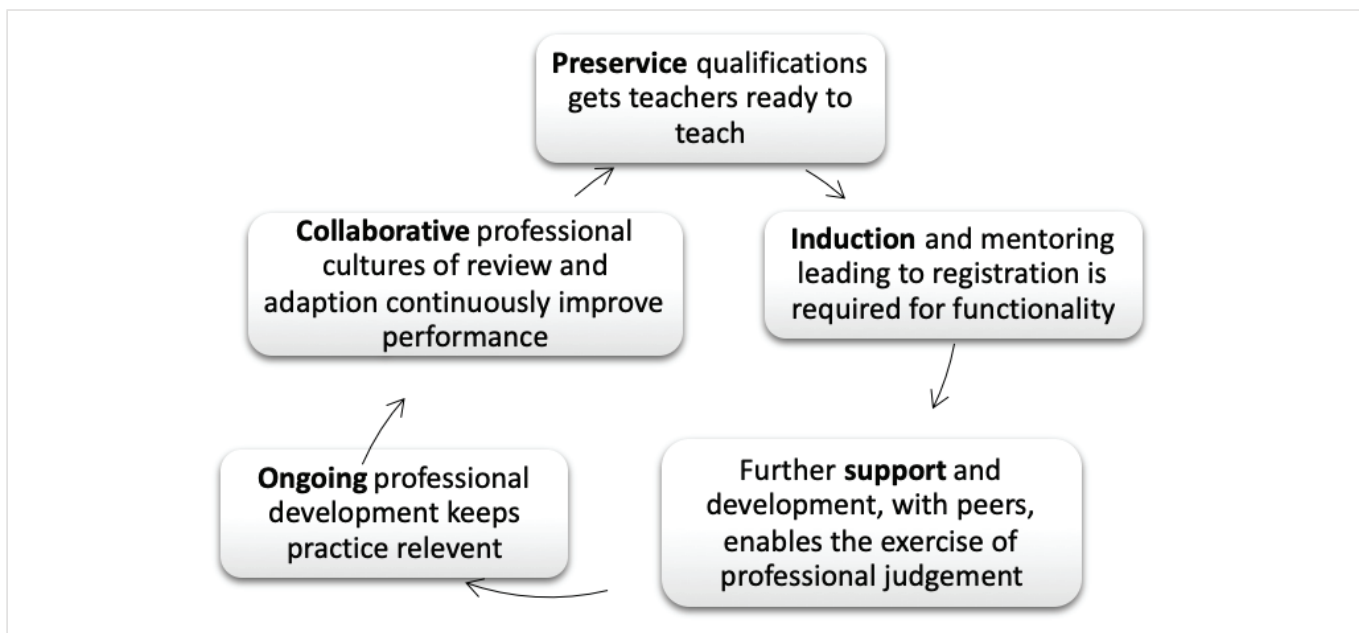 Preservice qualifications
gets teachers ready to
teach
Induction and mentoring
leading to registration is
required for functionality
Further support and
development, with peers,
enables the exercise of
professional judgement
Ongoing professional
development keeps
practice relevent
Collaborative professional
cultures of review and
adaption continuously improve
performance